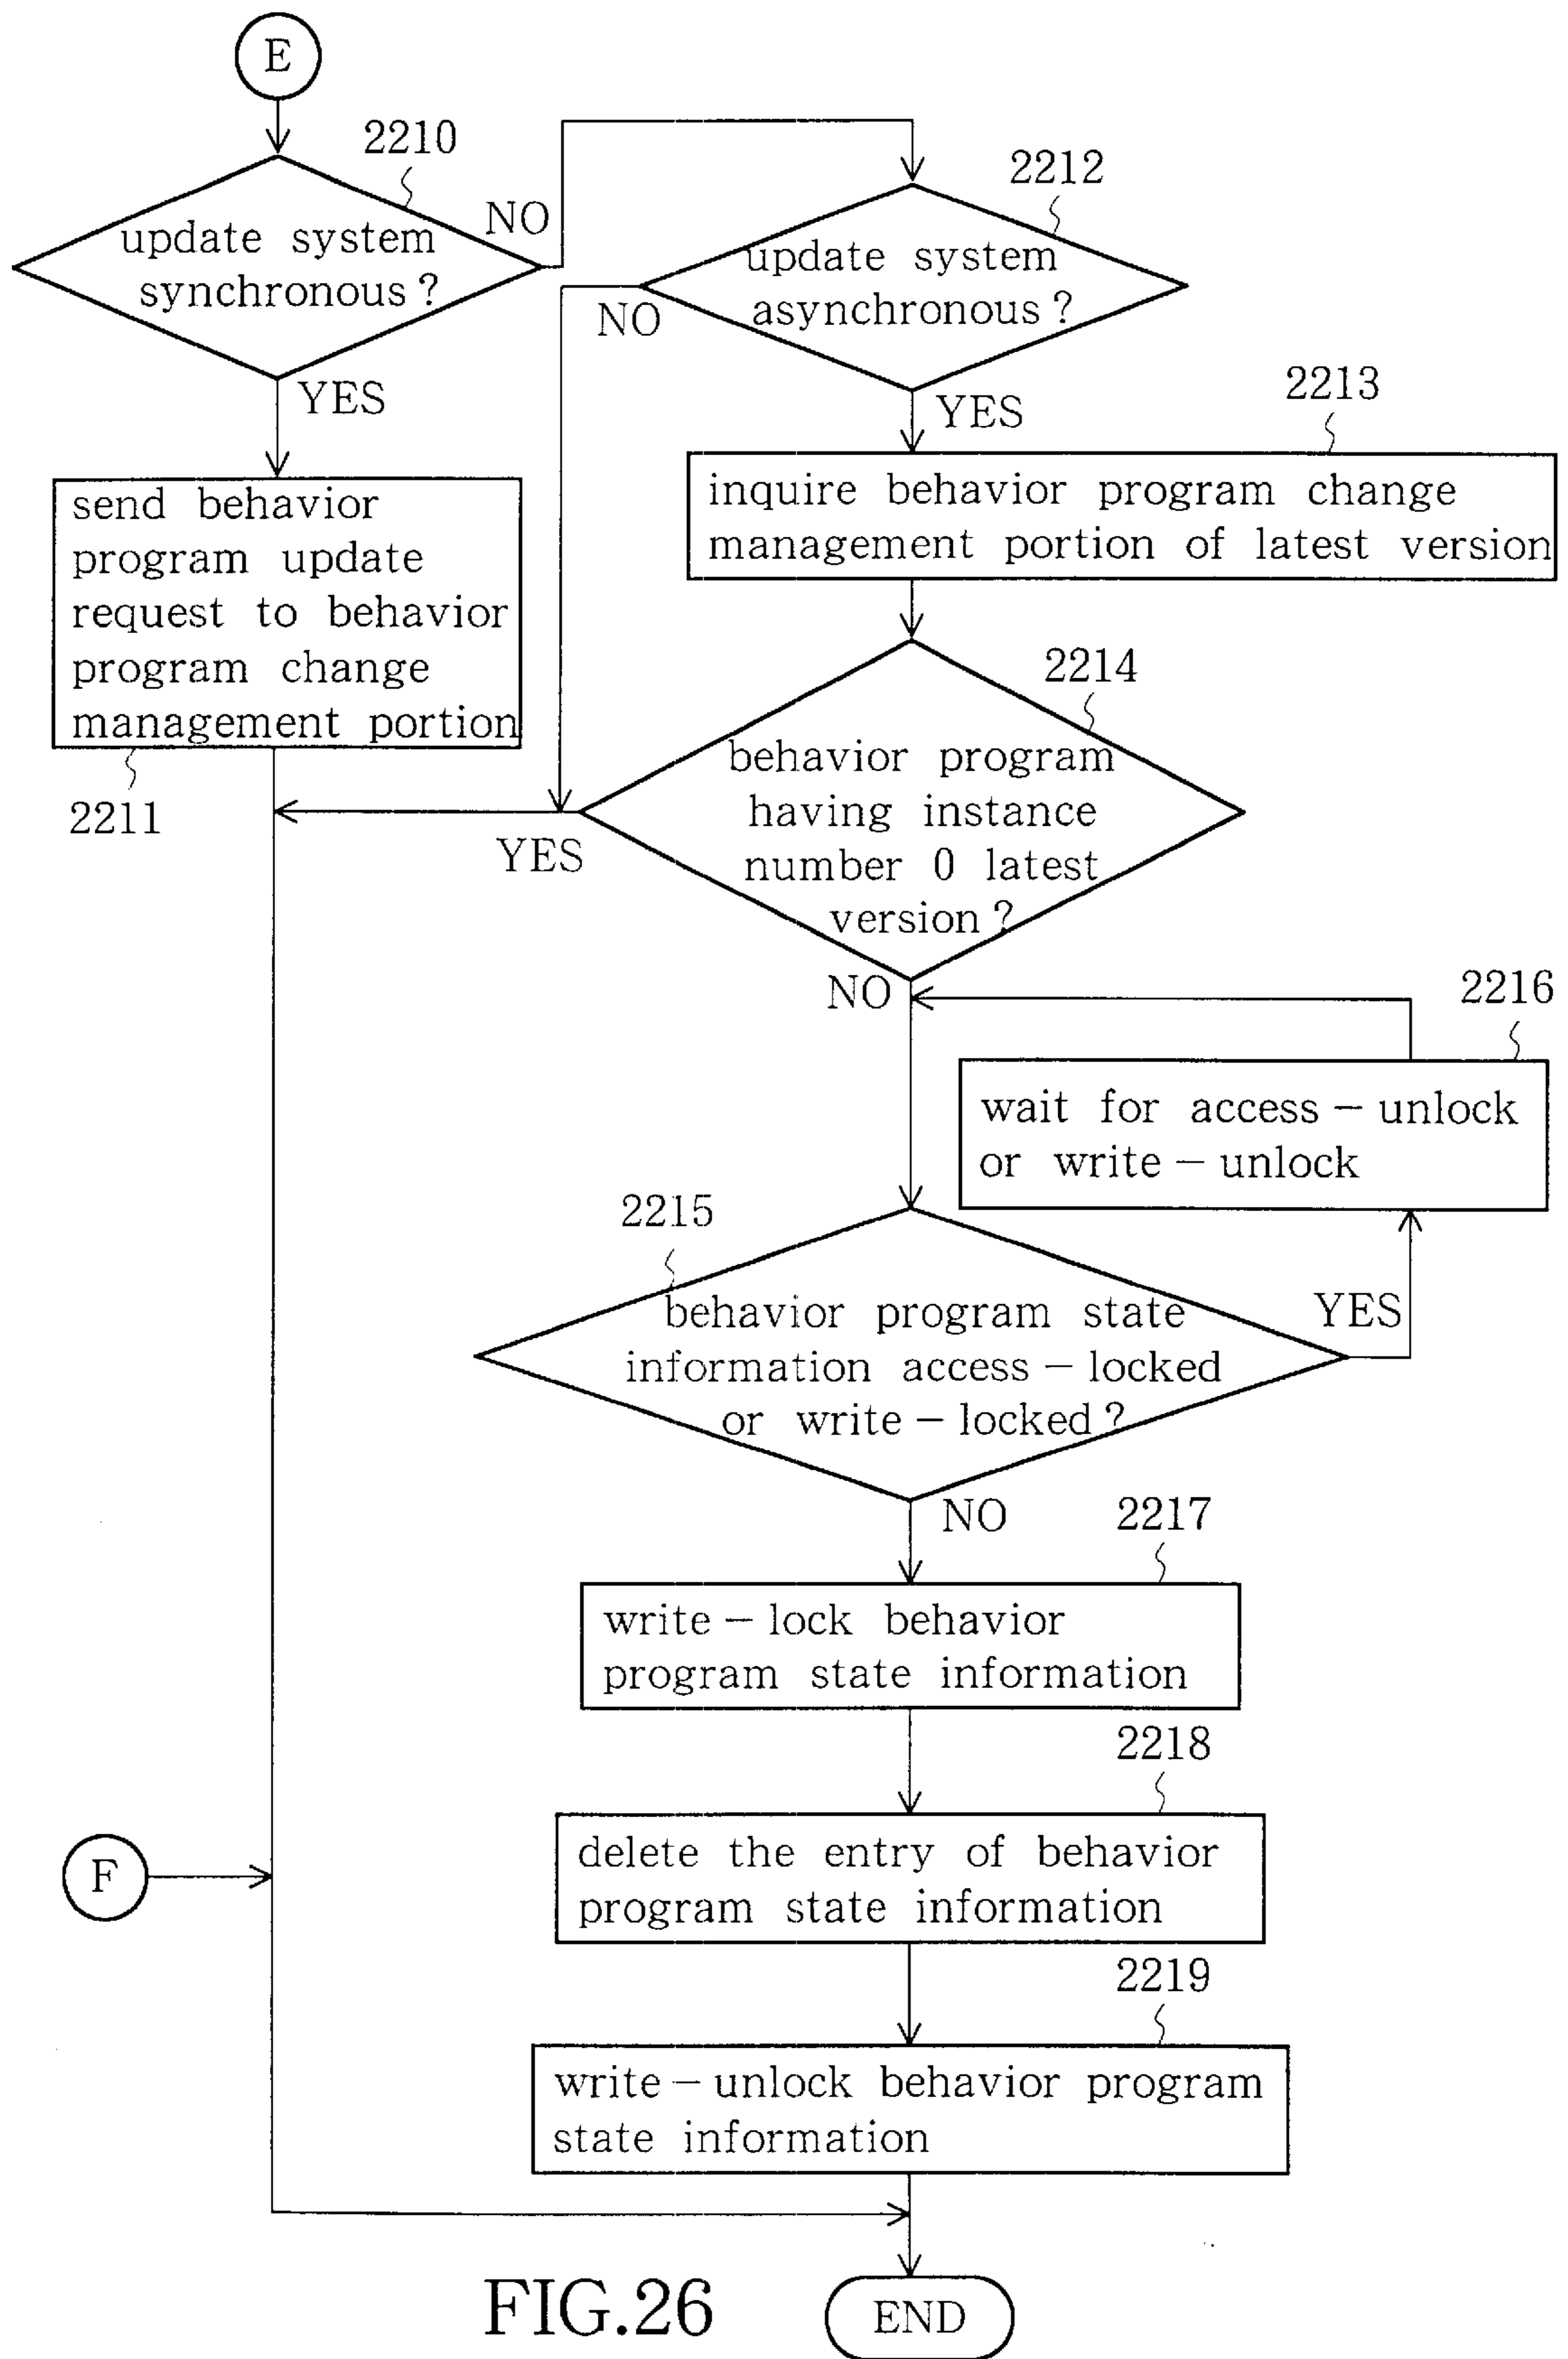 E
2210
update system
synchronous ?
NO
YES
2212
update system
asynchronous ?
NO
YES
send behavior
program update
request to behavior
program change
management portion
2211
2213
inquire behavior program change
management portion of latest version
2214
behavior program
having instance
number 0 latest
version ?
YES
NO
2216
wait for access - unlock
or write - unlock
2215
behavior program state
information access - locked
or write - locked ?
YES
NO
2217
write - lock behavior
program state information
2218
delete the entry of behavior
program state information
F
2219
write - unlock behavior program
state information
END
FIG.26